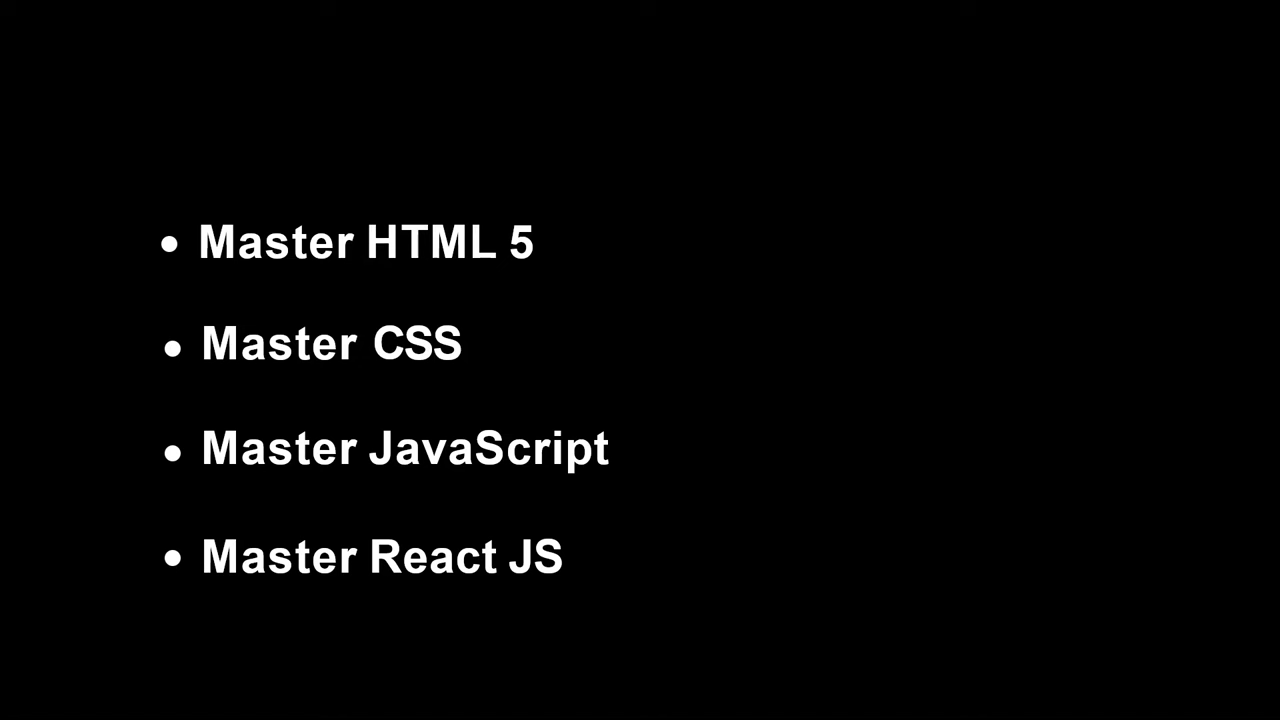 • Master HTML 5
• Master CSS
• Master JavaScript
• Master React JS